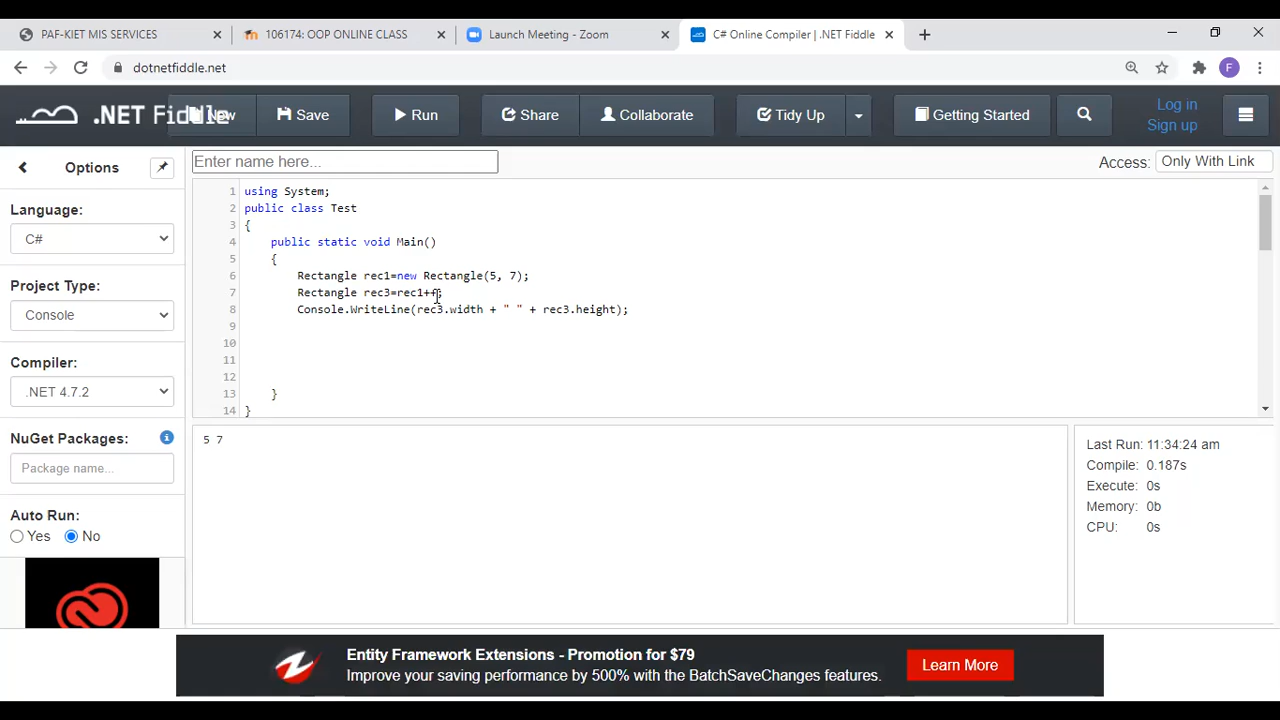 PAF-KIET MIS SERVICES
106174: OOP ONLINE CLASS
Launch Meeting - Zoom
C# Online Compiler | .NET Fiddle
dotnetfiddle.net
F
.NET Fiddle
New
Save
Run
Share
Collaborate
Tidy Up
Getting Started
Log in
Sign up
Options
Enter name here...
Access:
Only With Link
Language:
C#
Project Type:
Console
Compiler:
.NET 4.7.2
NuGet Packages:
Package name...
Auto Run:
Yes
No
1 using System;
2 public class Test
3 {
4 public static void Main()
5 {
6 Rectangle rec1=new Rectangle(5, 7);
7 Rectangle rec3=rec1++;
8 Console.WriteLine(rec3.width + " " + rec3.height);
9
10
11
12
13 }
14 }
5 7
Last Run: 11:34:24 am
Compile: 0.187s
Execute: 0s
Memory: 0b
CPU: 0s
Entity Framework Extensions - Promotion for $79
Improve your saving performance by 500% with the BatchSaveChanges features.
Learn More